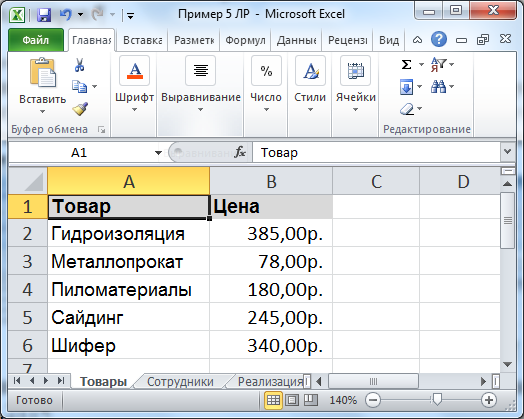 Пример 5 ЛР - Microsoft Excel
Файл Главная Вставка Разметк Формул Данные Рецензи Вид
Вставить Шрифт Выравнивание Число Стили Ячейки
Буфер обмена Редактирование
A1 fx Товар
A B C D
1 Товар Цена
2 Гидроизоляция 385,00р.
3 Металлопрокат 78,00р.
4 Пиломатериалы 180,00р.
5 Сайдинг 245,00р.
6 Шифер 340,00р.
7
Товары Сотрудники Реализация
Готово 140%